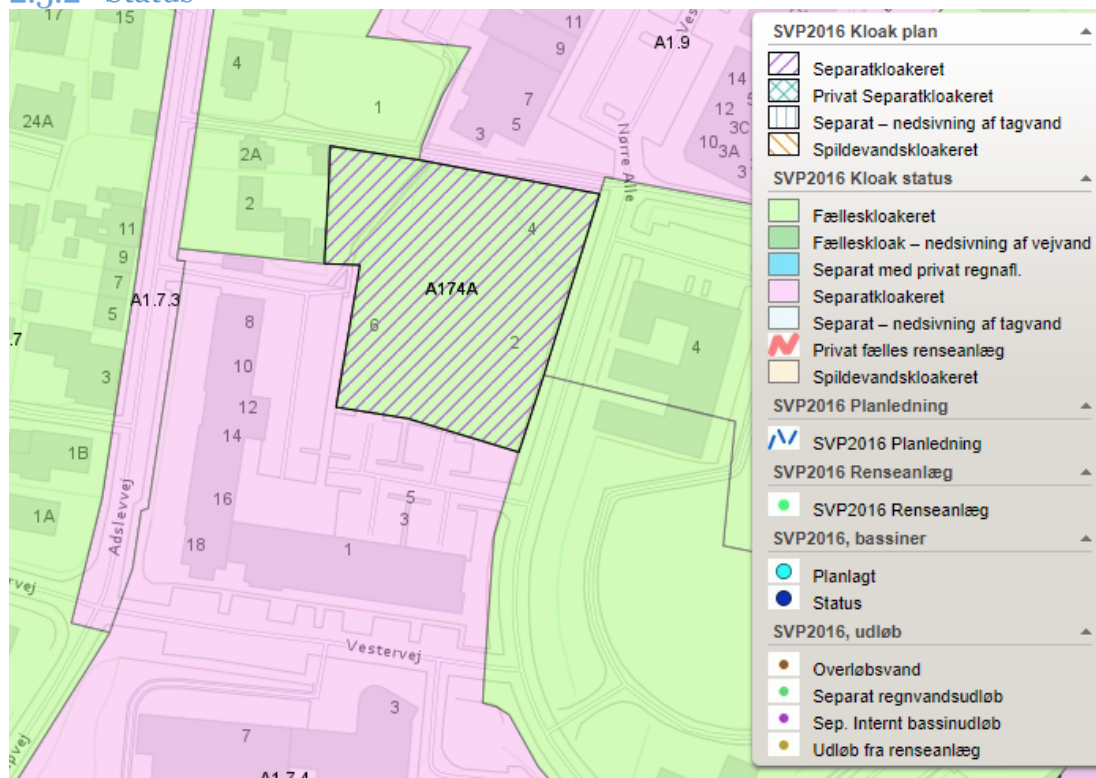 2.3.2 Status
17
15
11
9
Ves
A1.9
4
1
7
14
24A
3
5
12
3C
10
3A
3
Nørre Alle
2A
2
4
11
9
7
5
A1.7.3
.7
A174A
8
6
2
4
10
3
12
14
1B
5
16
3
1A
18
1
Adslevvej
rvej
Vestervej
3
7
pvej
A1.7.4
SVP2016 Kloak plan
Separatkloakeret
Privat Separatkloakeret
Separat – nedsivning af tagvand
Spildevandskloakeret
SVP2016 Kloak status
Fælleskloakeret
Fælleskloak – nedsivning af vejvand
Separat med privat regnafl.
Separatkloakeret
Separat – nedsivning af tagvand
Privat fælles renseanlæg
Spildevandskloakeret
SVP2016 Planledning
SVP2016 Planledning
SVP2016 Renseanlæg
SVP2016 Renseanlæg
SVP2016, bassiner
Planlagt
Status
SVP2016, udløb
Overløbsvand
Separat regnvandsudløb
Sep. Internt bassinudløb
Udløb fra renseanlæg